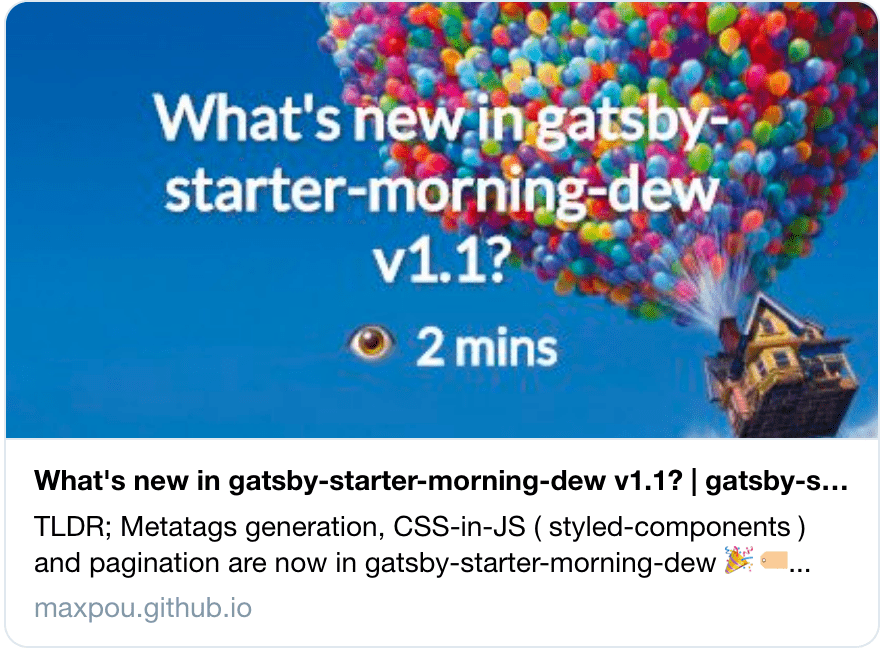 What's new in gatsby-
starter-morning-dew
v1.1?
👁 2 mins
What's new in gatsby-starter-morning-dew v1.1? | gatsby-s...
TLDR; Metatags generation, CSS-in-JS ( styled-components )
and pagination are now in gatsby-starter-morning-dew 🎉 🏷...
maxpou.github.io